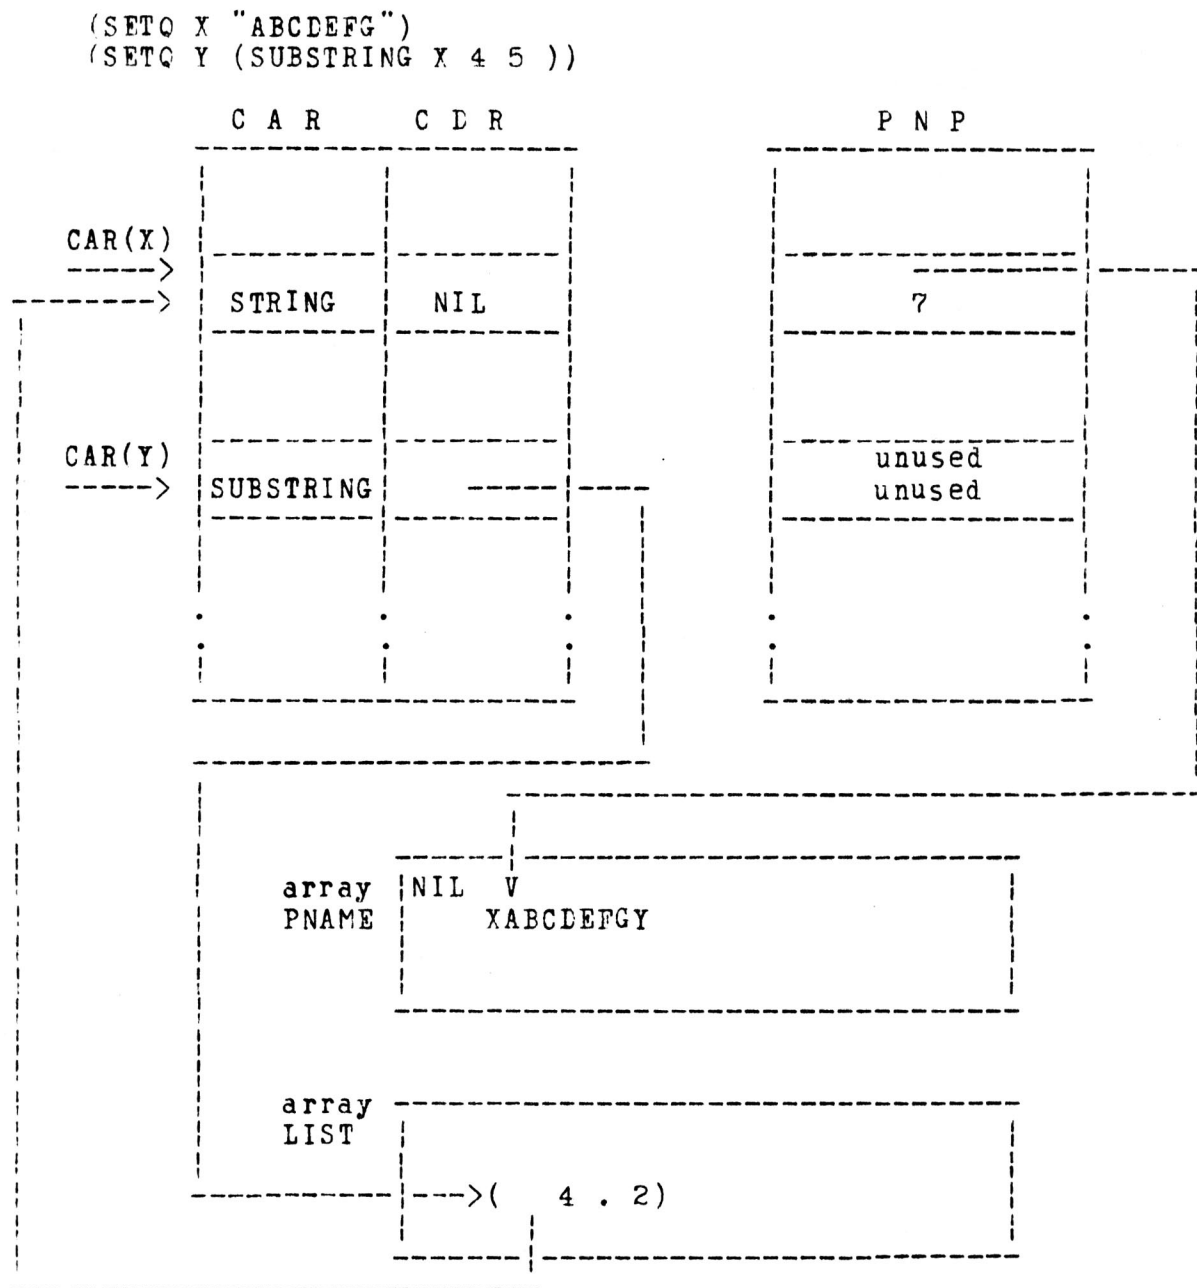 (SETQ X "ABCDEFG")
(SETQ Y (SUBSTRING X 4 5 ))
C A R C D R P N P
CAR(X)
STRING NIL 7
CAR(Y) unused
SUBSTRING unused
array NIL V
PNAME XABCDEFGY
array
LIST
( 4 . 2)